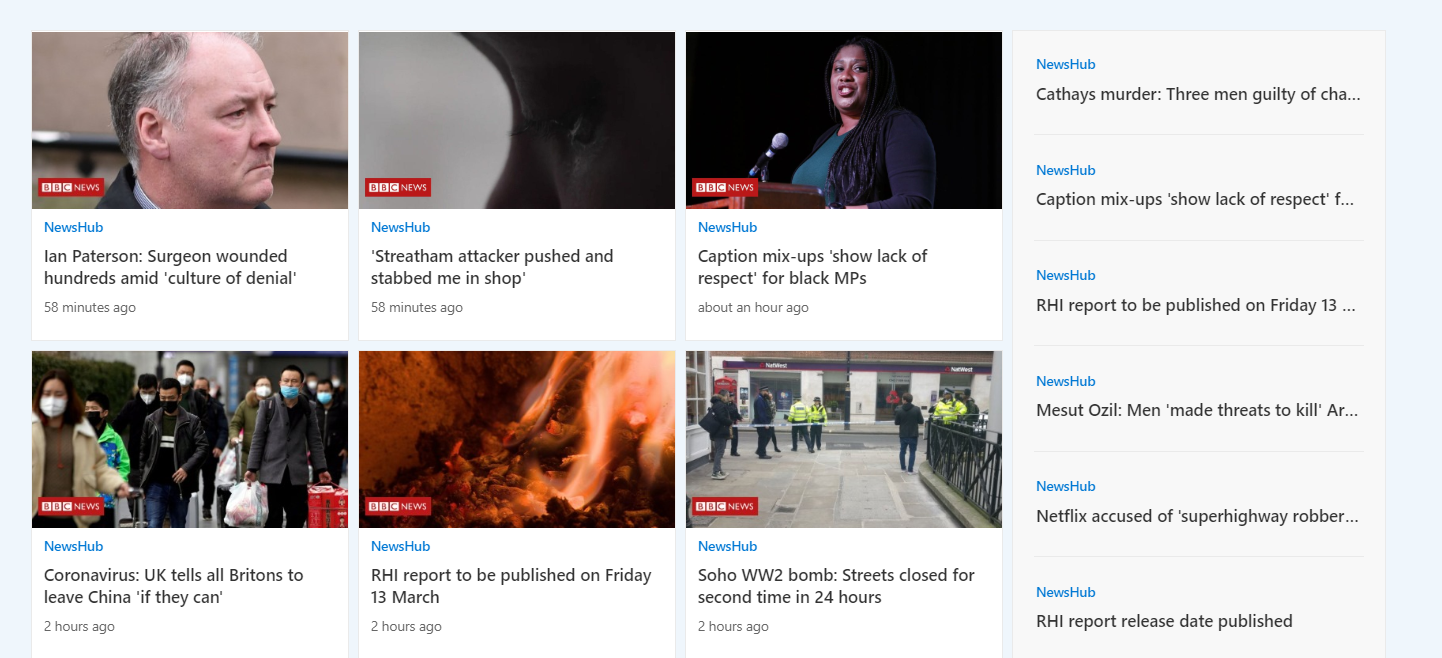 BBC NEWS
NewsHub
Ian Paterson: Surgeon wounded
hundreds amid 'culture of denial'
58 minutes ago
BBC NEWS
NewsHub
'Streatham attacker pushed and
stabbed me in shop'
58 minutes ago
BBC NEWS
NewsHub
Caption mix-ups 'show lack of
respect' for black MPs
about an hour ago
BBC NEWS
NewsHub
Coronavirus: UK tells all Britons to
leave China 'if they can'
2 hours ago
BBC NEWS
NewsHub
RHI report to be published on Friday
13 March
2 hours ago
NatWest
NatWest
BBC NEWS
NewsHub
Soho WW2 bomb: Streets closed for
second time in 24 hours
2 hours ago
NewsHub
Cathays murder: Three men guilty of cha...
NewsHub
Caption mix-ups 'show lack of respect' f...
NewsHub
RHI report to be published on Friday 13 ...
NewsHub
Mesut Ozil: Men 'made threats to kill' Ar...
NewsHub
Netflix accused of 'superhighway robber...
NewsHub
RHI report release date published